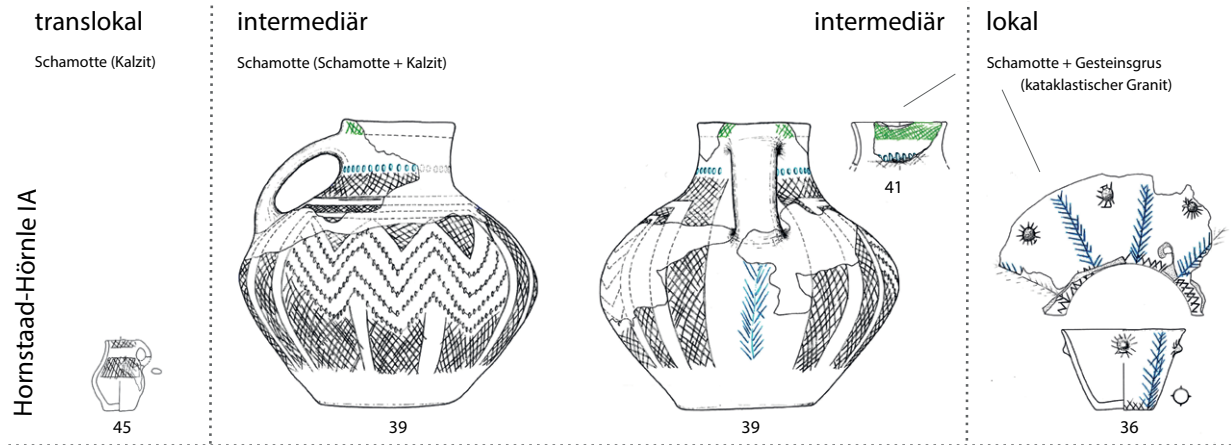 translokal
Schamotte (Kalzit)
intermediär
Schamotte (Schamotte + Kalzit)
intermediär
lokal
Schamotte + Gesteinsgrus
(kataklastischer Granit)
Hornstaad-Hörnle IA
45
39
39
41
36